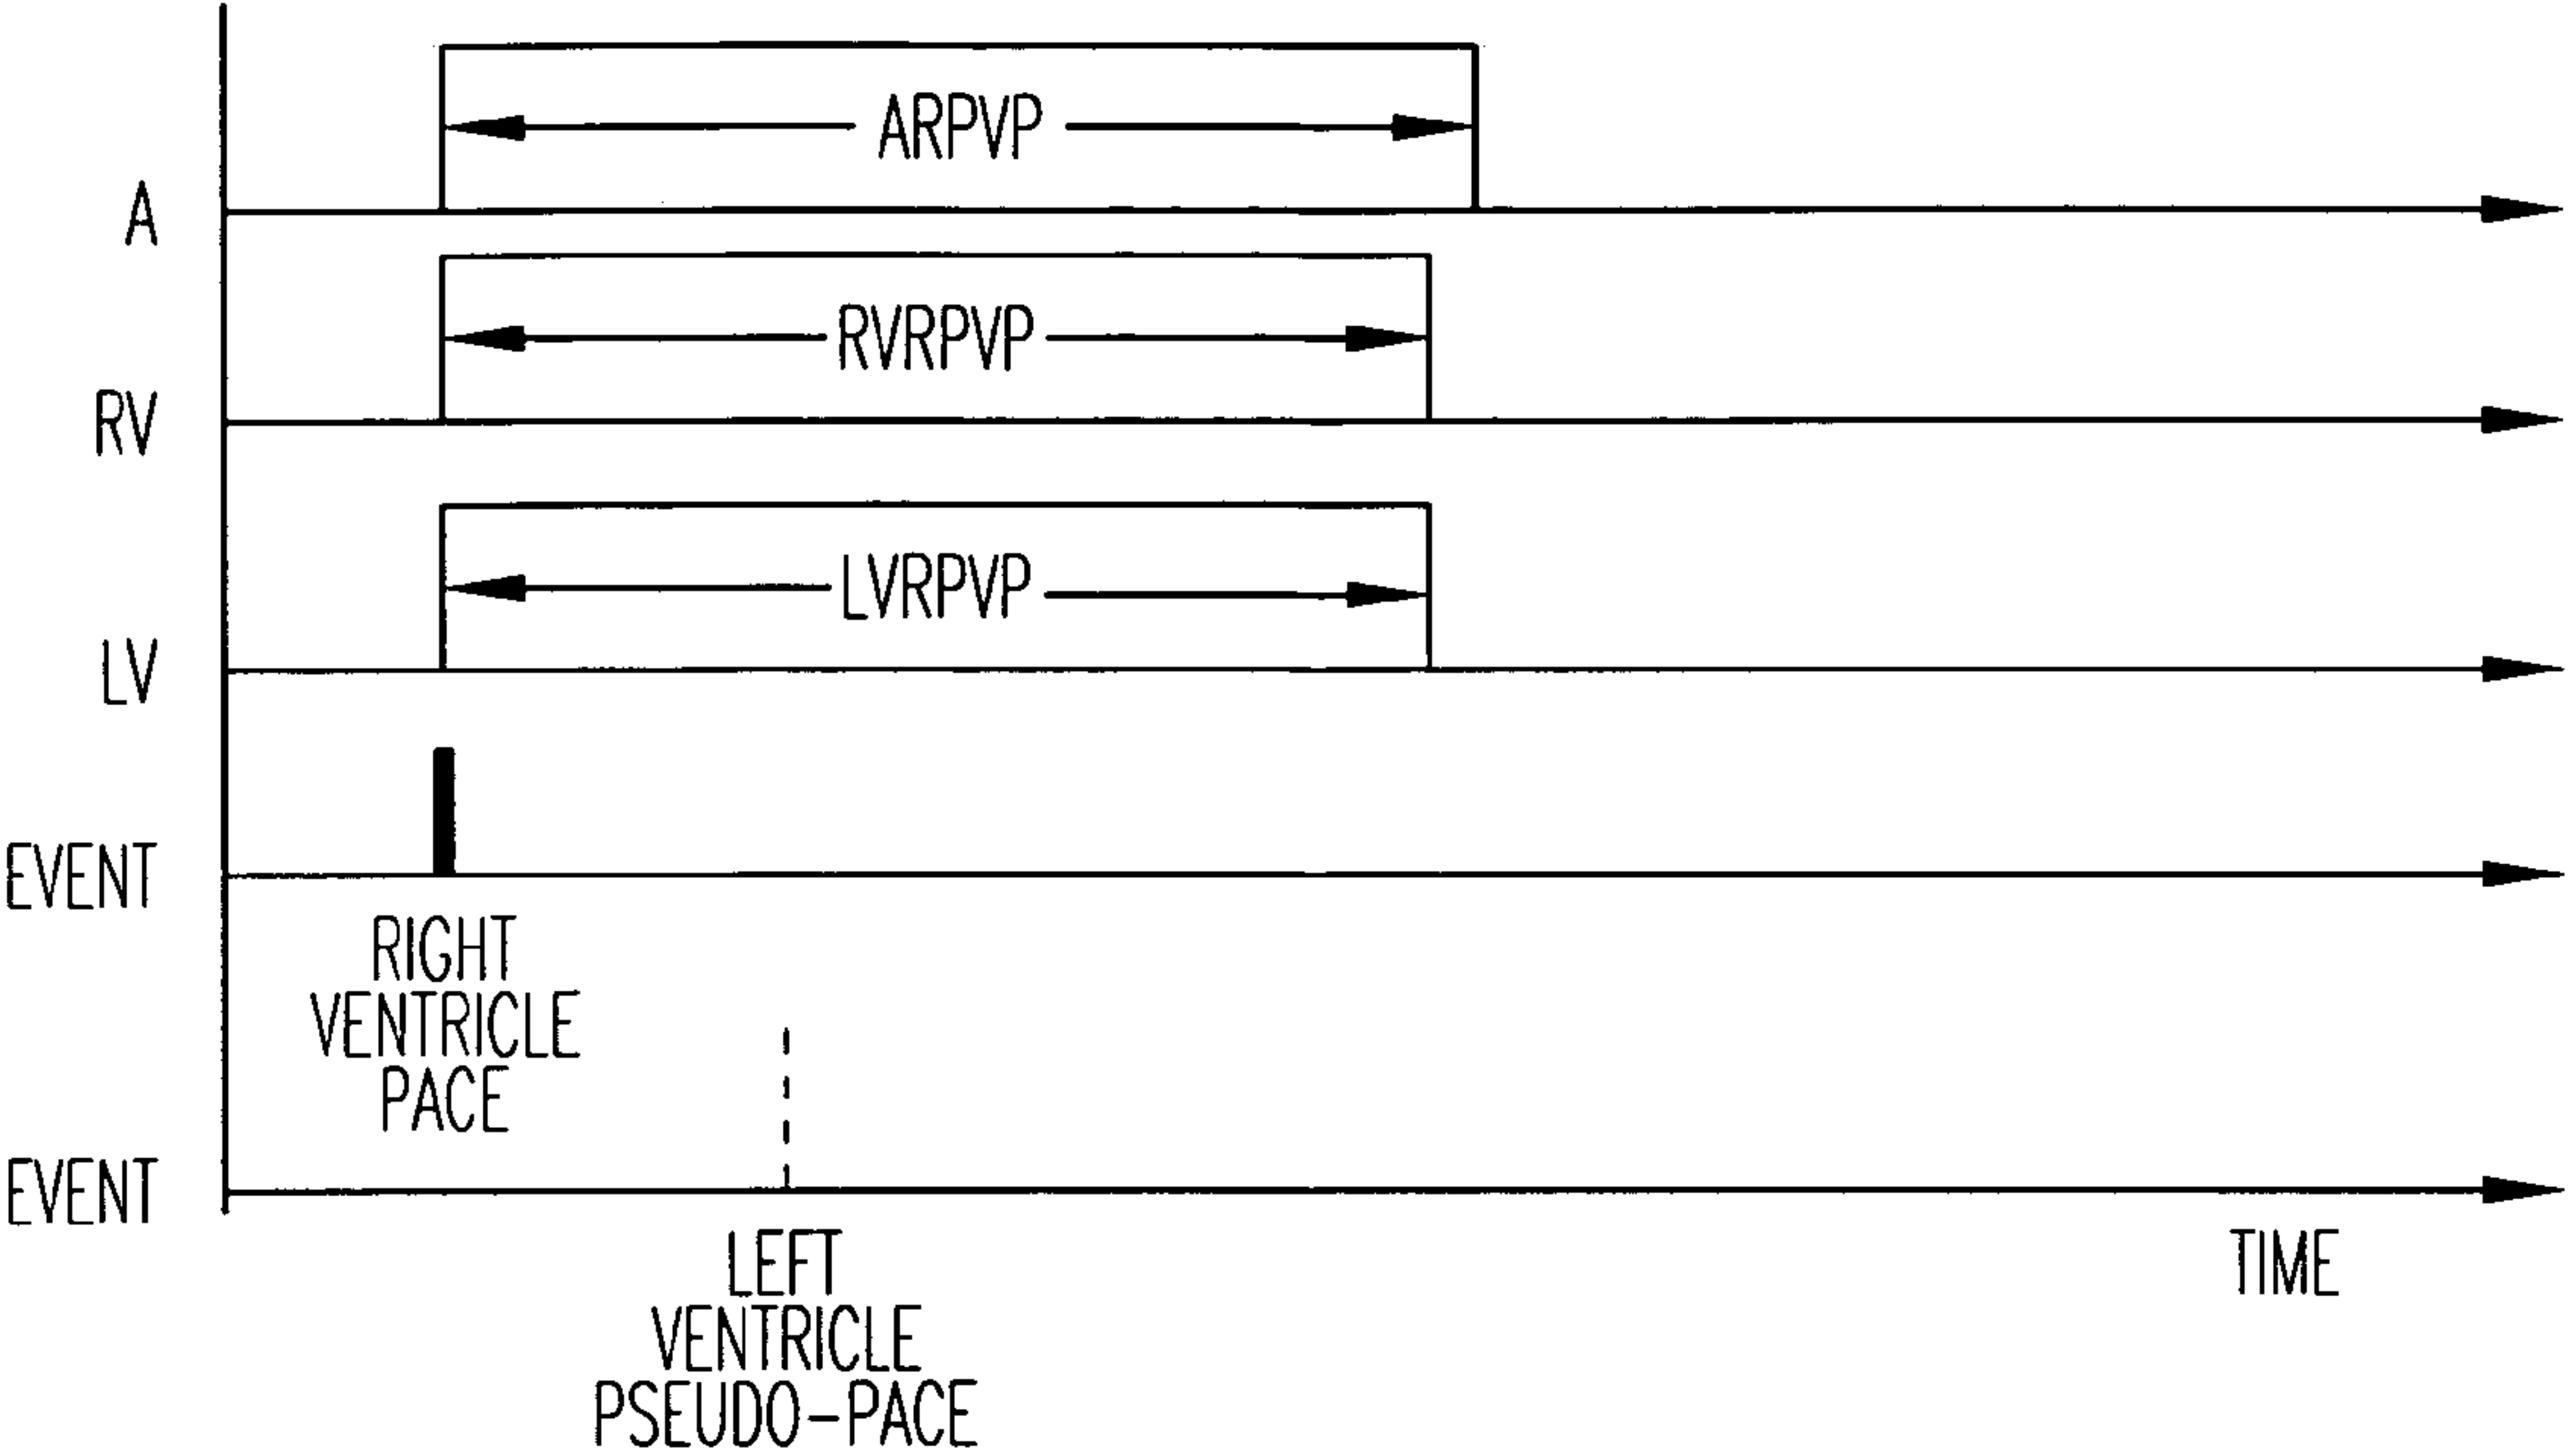 ARPVP
A
RVRPVP
RV
LVRPVP
LV
EVENT
RIGHT
VENTRICLE
PACE
EVENT
LEFT
VENTRICLE
PSEUDO-PACE
TIME